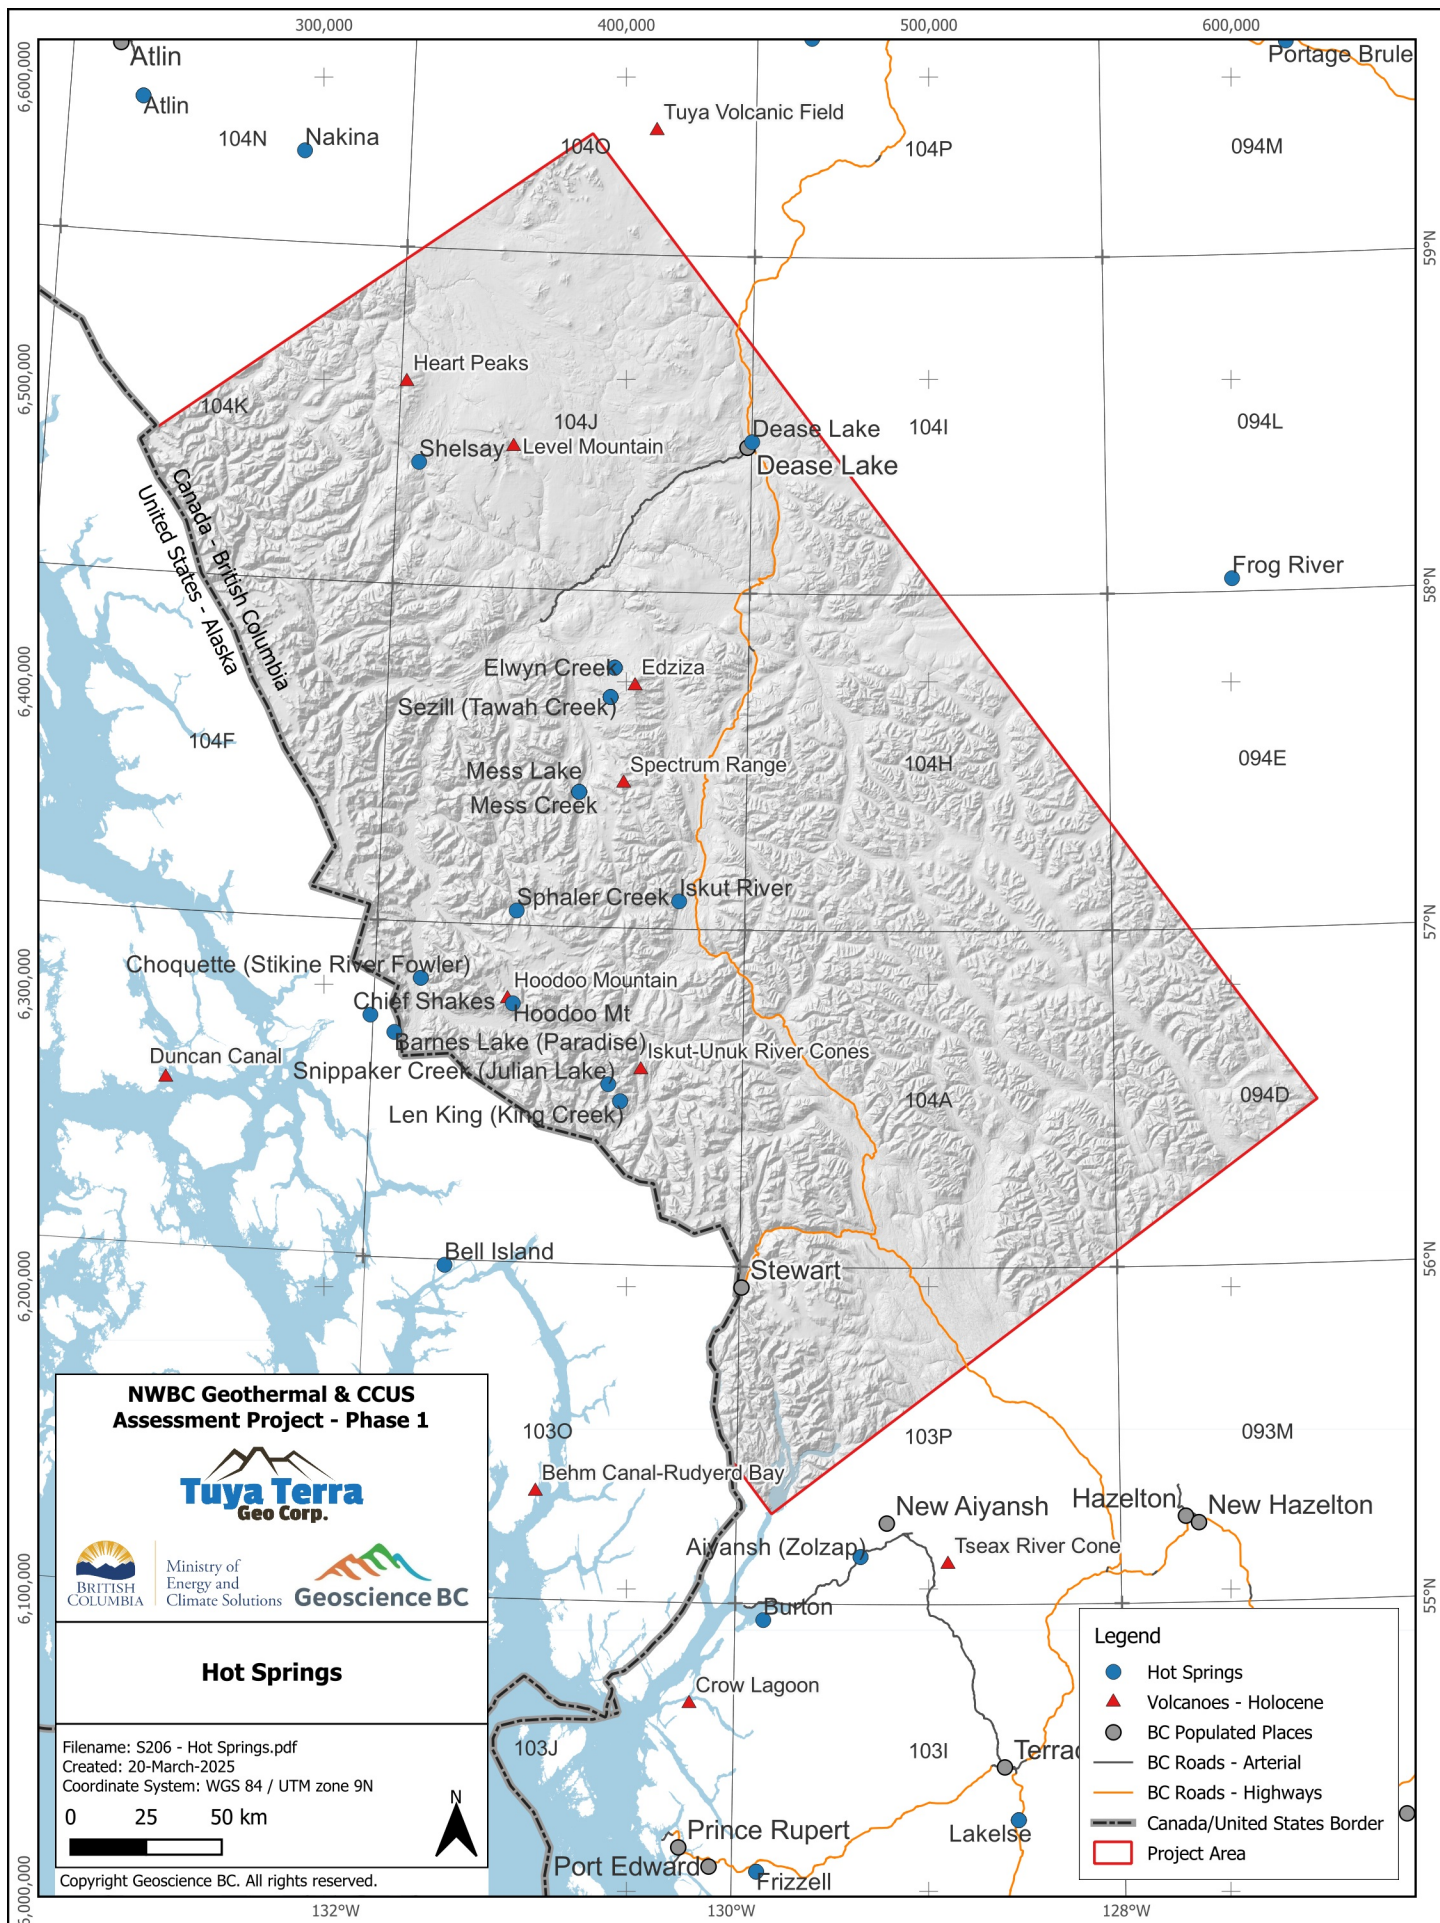 300,000
400,000
500,000
600,000
Atlin
Portage Brule
6,600,000
Atlin
Tuya Volcanic Field
104N
Nakina
104O
104P
094M
59°N
Heart Peaks
6,500,000
104K
104J
Dease Lake
104I
094L
Shelsay
Level Mountain
Dease Lake
Canada - British Columbia
United States - Alaska
Frog River
58°N
Elwyn Creek
Edziza
6,400,000
Sezill (Tawah Creek)
104F
Mess Lake
Spectrum Range
104H
094E
Mess Creek
Sphaler Creek
Iskut River
57°N
Choquette (Stikine River Fowler)
6,300,000
Hoodoo Mountain
Chief Shakes
Hoodoo Mt
Barnes Lake (Paradise)
Duncan Canal
Iskut-Unuk River Cones
Snippaker Creek (Julian Lake)
104A
094D
Len King (King Creek)
Bell Island
56°N
Stewart
6,200,000
NWBC Geothermal & CCUS
Assessment Project - Phase 1
103O
103P
093M
Tuya Terra
Geo Corp.
Behm Canal-Rudyerd Bay
New Aiyansh
Hazelton
New Hazelton
Aiyansh (Zolzap)
Tseax River Cone
BRITISH
COLUMBIA
Ministry of
Energy and
Climate Solutions
Geoscience BC
6,100,000
55°N
Burton
Hot Springs
Crow Lagoon
103J
103I
Terrac
Legend
Hot Springs
Volcanoes - Holocene
BC Populated Places
BC Roads - Arterial
BC Roads - Highways
Canada/United States Border
Project Area
Filename: S206 - Hot Springs.pdf
Created: 20-March-2025
Coordinate System: WGS 84 / UTM zone 9N
0 25 50 km
N
Copyright Geoscience BC. All rights reserved.
Prince Rupert
Lakelse
Port Edward
Frizzell
132°W
130°W
128°W